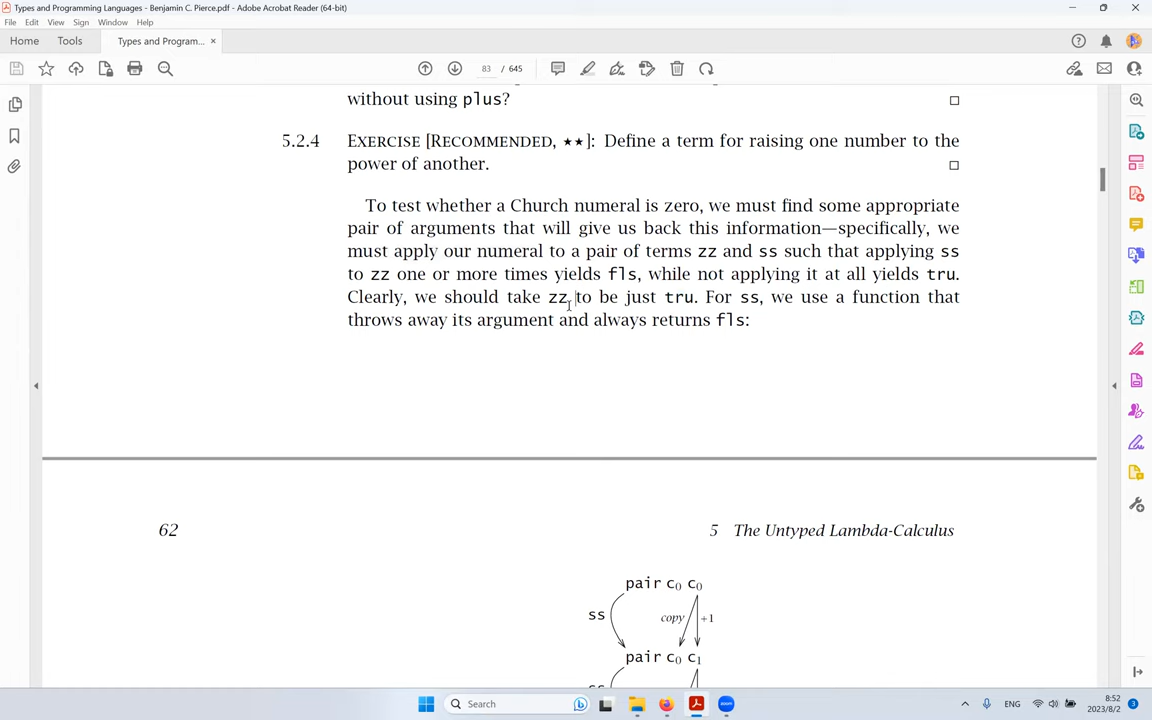 Types and Programming Languages - Benjamin C. Pierce.pdf - Adobe Acrobat Reader (64-bit)
File Edit View Sign Window Help
Home Tools Types and Program... ×
83 / 645
without using plus?
5.2.4 EXERCISE [RECOMMENDED, ★★]: Define a term for raising one number to the
power of another.
To test whether a Church numeral is zero, we must find some appropriate
pair of arguments that will give us back this information—specifically, we
must apply our numeral to a pair of terms zz and ss such that applying ss
to zz one or more times yields fls, while not applying it at all yields tru.
Clearly, we should take zz to be just tru. For ss, we use a function that
throws away its argument and always returns fls:
62 5 The Untyped Lambda-Calculus
pair c₀ c₀
ss copy +1
pair c₀ c₁
ss
Search zoom ENG 8:52
2023/8/2 3